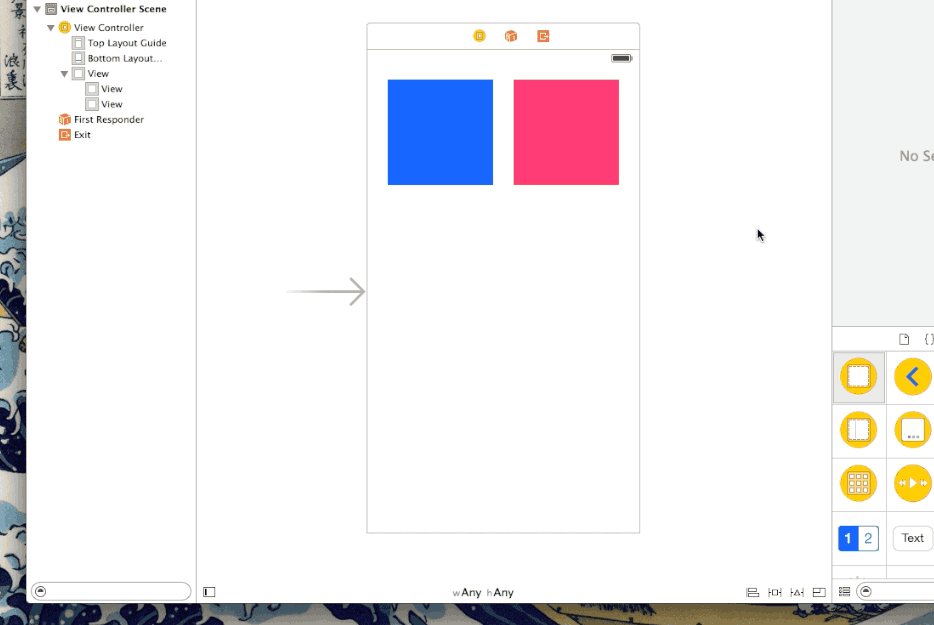 View Controller Scene
View Controller
Top Layout Guide
Bottom Layout...
View
View
View
First Responder
Exit
No Se
1 2
Text
wAny hAny